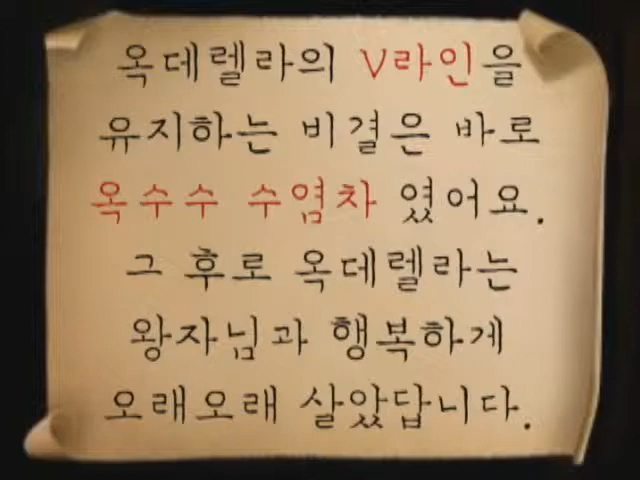 옥데렐라의 V라인을
유지하는 비결은 바로
옥수수 수염차 였어요.
그 후로 옥데렐라는
왕자님과 행복하게
오래오래 살았답니다.